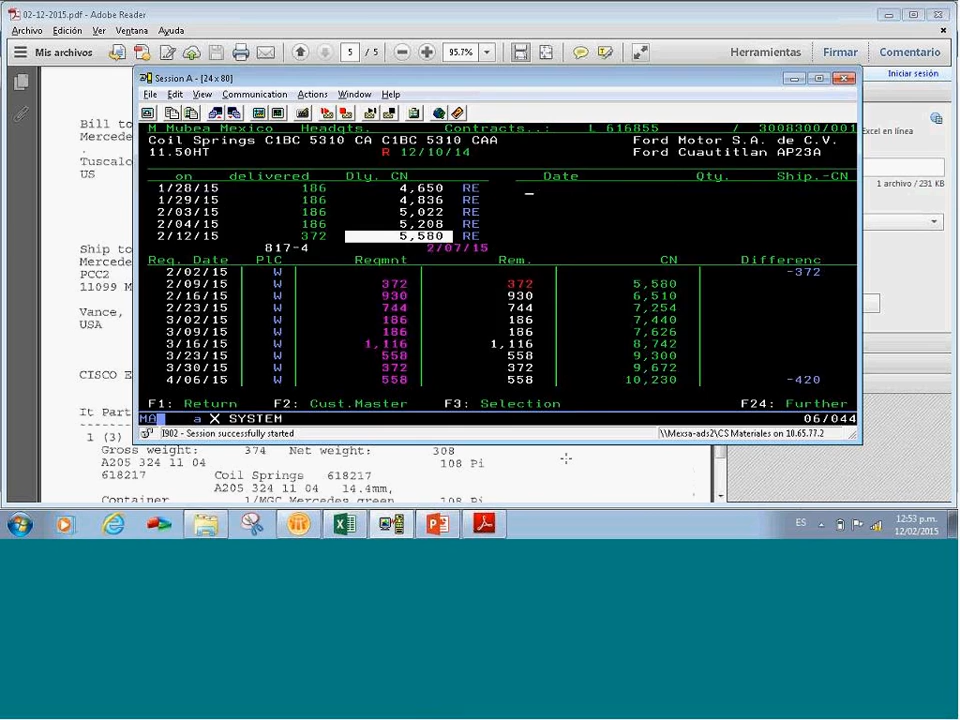 02-12-2015.pdf - Adobe Reader
Archivo Edición Ver Ventana Ayuda
Mis archivos 5 / 5 95.7% Herramientas Firmar Comentario
Iniciar sesión
Session A - [24 x 80]
File Edit View Communication Actions Window Help
Bill to
Mercede
.
Tuscalo
US
Excel en línea
1 archivo / 231 KB
M Mubea Mexico Headqts. Contracts..: L 616855 / 3008300/001
Coil Springs C1BC 5310 CA C1BC 5310 CAA Ford Motor S.A. de C.V.
11.50HT R 12/10/14 Ford Cuautitlan AP23A
on delivered Dly. CN Date Qty. Ship.-CN
1/28/15 186 4,650 RE
1/29/15 186 4,836 RE
2/03/15 186 5,022 RE
2/04/15 186 5,208 RE
2/12/15 372 5,580 RE
817-4 2/07/15
Req. Date PlC Reqmnt Rem. CN Differenc
2/02/15 W -372
2/09/15 W 372 372 5,580
2/16/15 W 930 930 6,510
2/23/15 W 744 744 7,254
3/02/15 W 186 186 7,440
3/09/15 W 186 186 7,626
3/16/15 W 1,116 1,116 8,742
3/23/15 W 558 558 9,300
3/30/15 W 372 372 9,672
4/06/15 W 558 558 10,230 -420
F1: Return F2: Cust.Master F3: Selection F24: Further
MA a X SYSTEM 06/044
I902 - Session successfully started \\Mexsa-ads2\CS Materiales on 10.65.77.2
Ship to
Mercede
PCC2
11099 M
Vance,
USA
CISCO E
It Part
1 (3)
Gross weight: 374 Net weight: 308
A205 324 11 04 108 Pi
618217 Coil Springs 618217
A205 324 11 04 14.4mm,
Container 1/MGC Mercedes green 108 Pi
ES 12:53 p.m.
12/02/2015